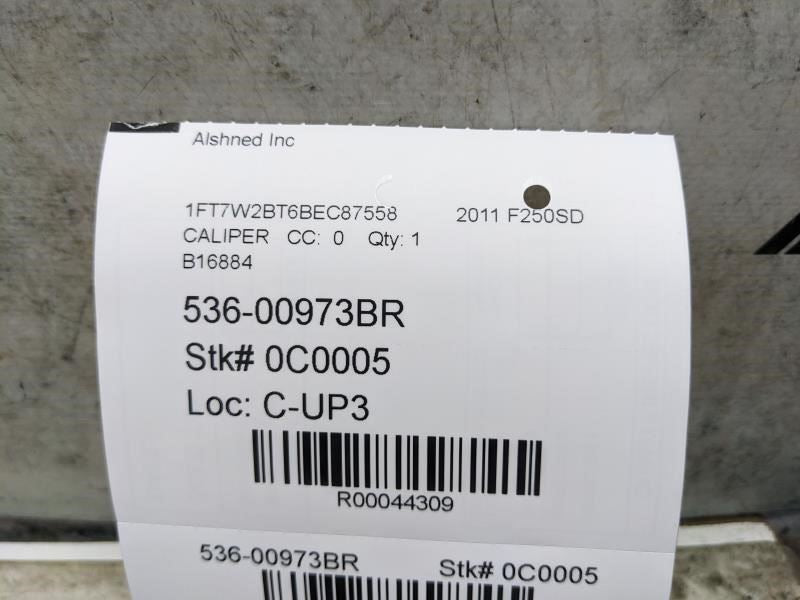 Alshned Inc
1FT7W2BT6BEC87558 2011 F250SD
CALIPER CC: 0 Qty: 1
B16884
536-00973BR
Stk# 0C0005
Loc: C-UP3
R00044309
536-00973BR Stk# 0C0005